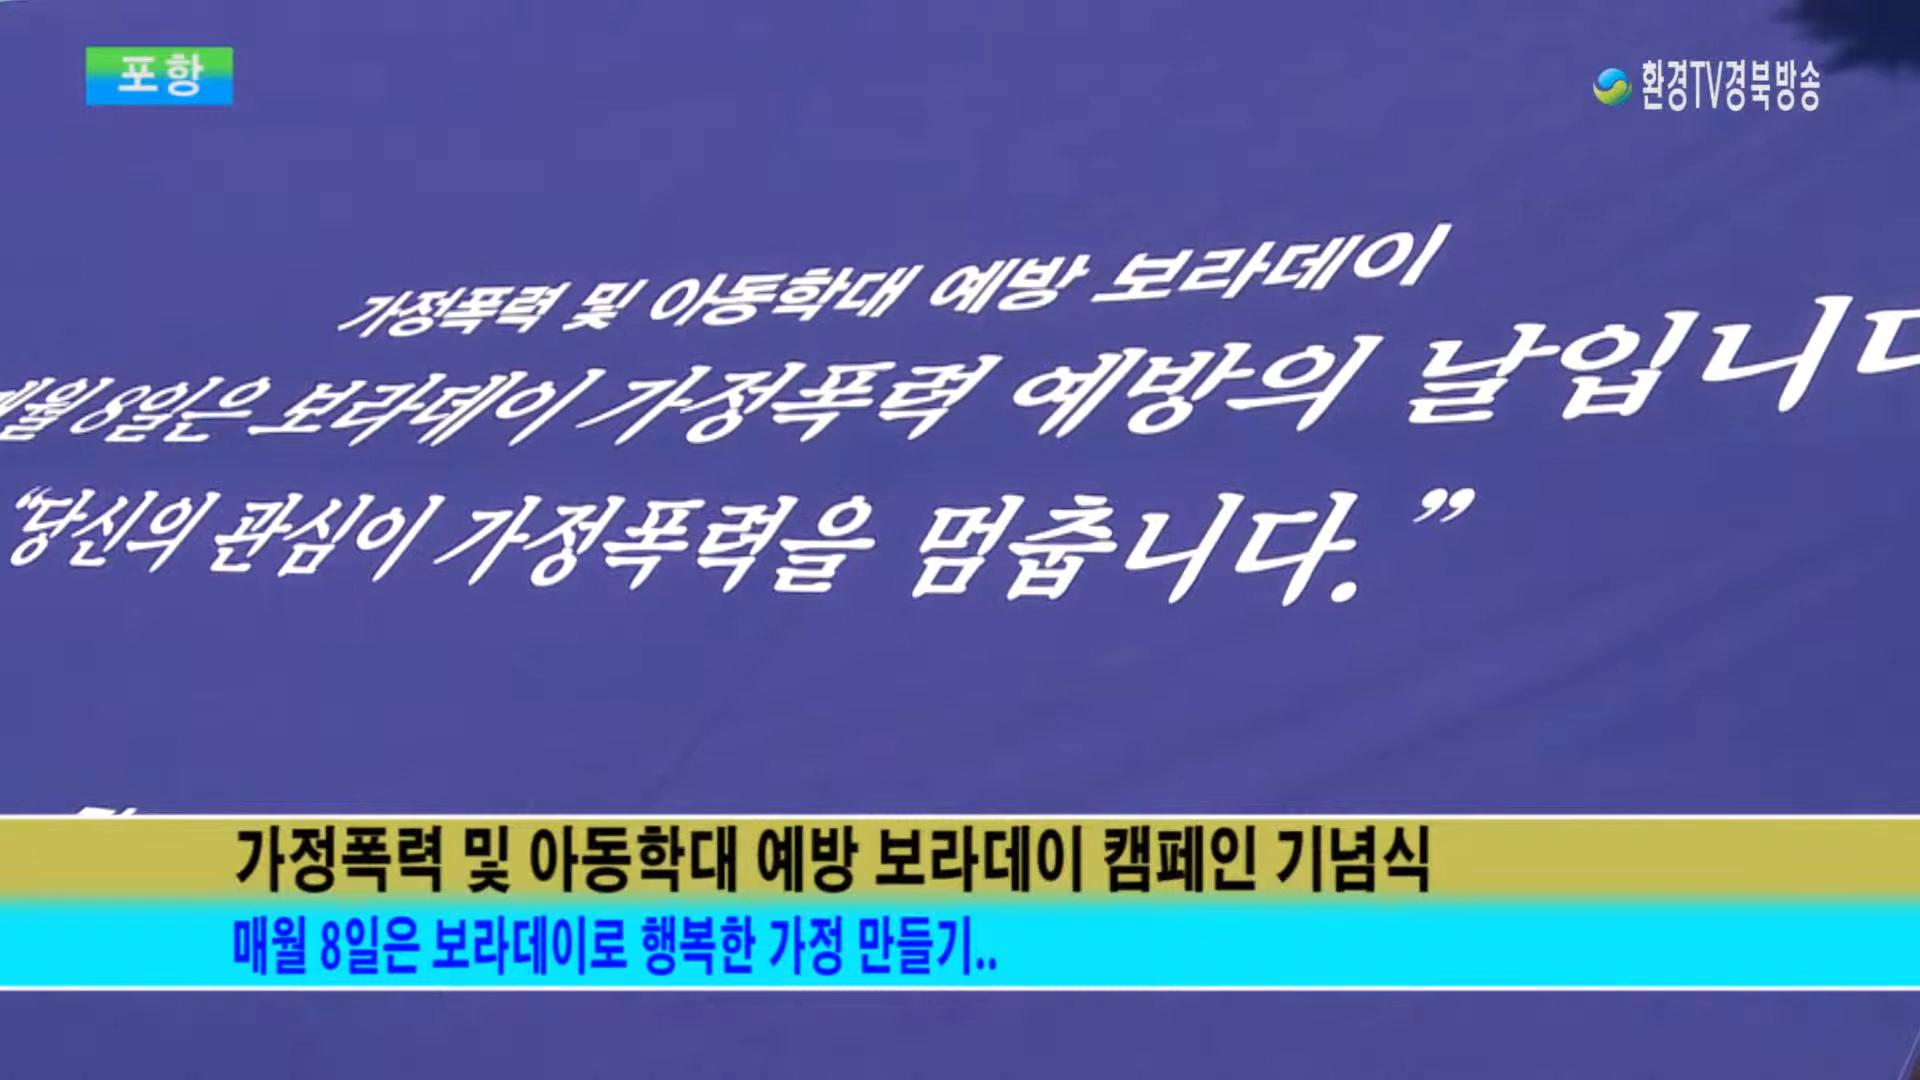 포항
환경TV경북방송
가정폭력 및 아동학대 예방 보라데이
매월 8일은 보라데이 가정폭력 예방의 날입니다
“당신의 관심이 가정폭력을 멈춥니다.”
가정폭력 및 아동학대 예방 보라데이 캠페인 기념식
매월 8일은 보라데이로 행복한 가정 만들기..